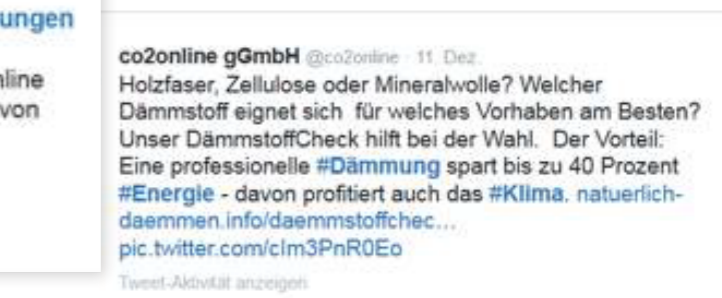 ungen
nline
von
co2online gGmbH @co2online · 11. Dez.
Holzfaser, Zellulose oder Mineralwolle? Welcher
Dämmstoff eignet sich für welches Vorhaben am Besten?
Unser DämmstoffCheck hilft bei der Wahl. Der Vorteil:
Eine professionelle #Dämmung spart bis zu 40 Prozent
#Energie - davon profitiert auch das #Klima. natuerlich-
daemmen.info/daemmstoffchec...
pic.twitter.com/clm3PnR0Eo
Tweet-Aktivität anzeigen